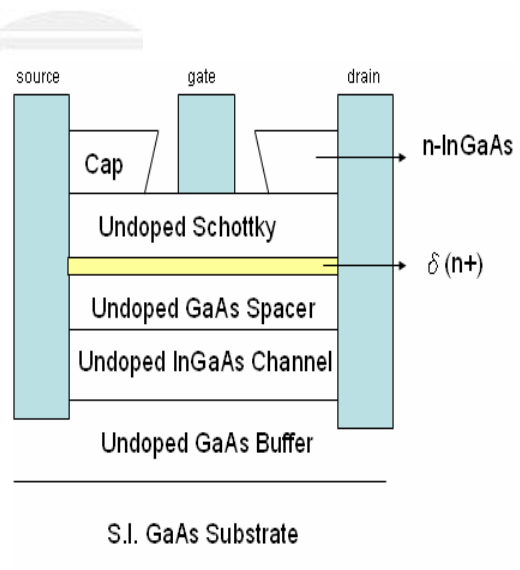 source gate drain
n-InGaAs
Cap
Undoped Schottky
δ (n+)
Undoped GaAs Spacer
Undoped InGaAs Channel
Undoped GaAs Buffer
S.I. GaAs Substrate